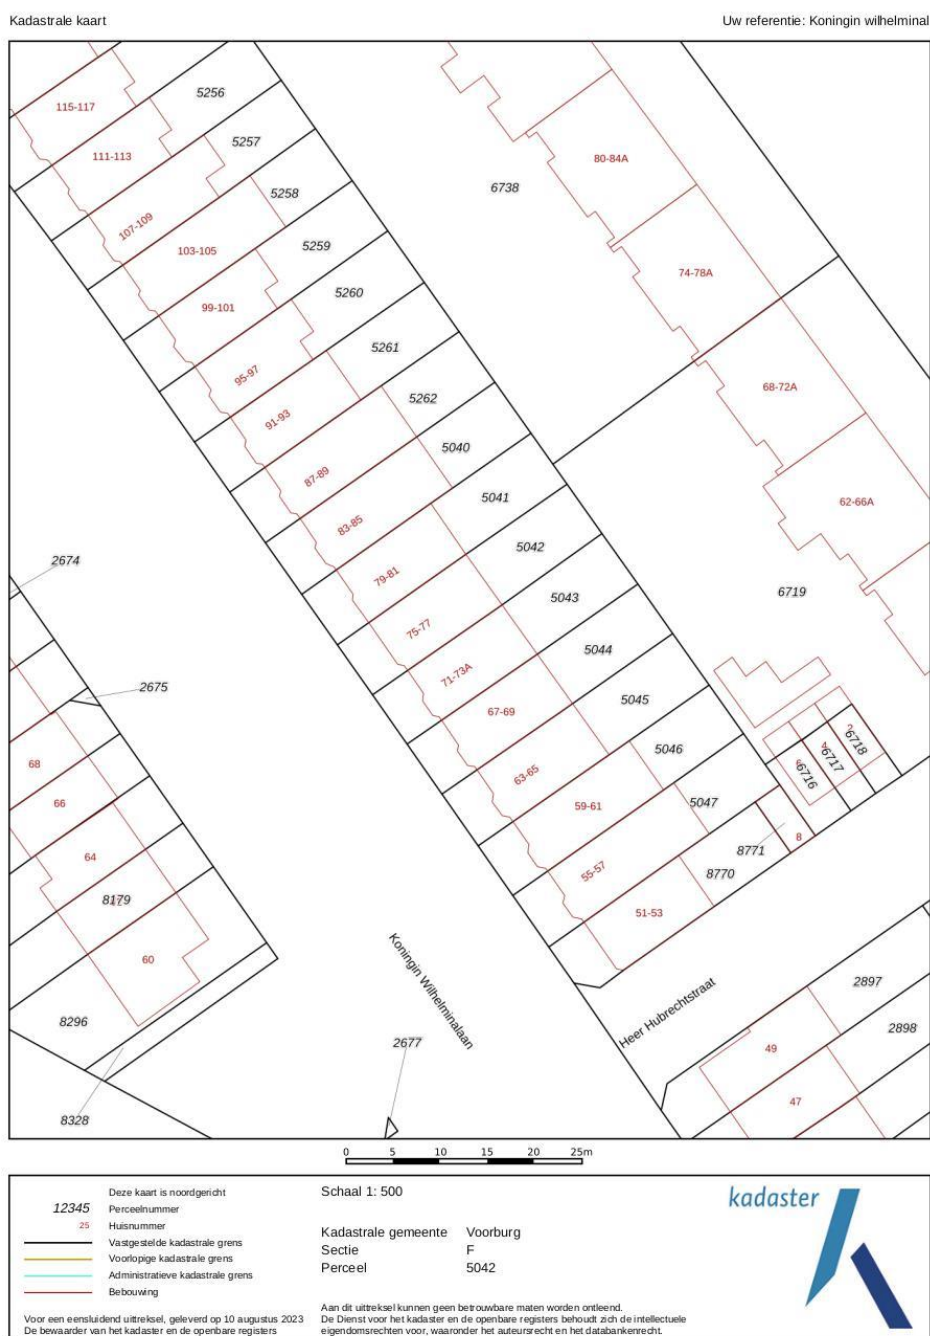 Kadastrale kaart
Uw referentie: Koningin wilhelminal
115-117
5256
111-113
5257
80-84A
107-109
5258
6738
103-105
5259
74-78A
99-101
5260
95-97
5261
68-72A
91-93
5262
87-89
5040
62-66A
83-85
5041
79-81
5042
2674
6719
75-77
5043
71-73A
5044
2675
67-69
5045
63-65
5046
2
6718
4
6717
6
6716
68
66
59-61
5047
8
64
8771
55-57
8770
8179
51-53
60
Koningin Wilhelminalaan
Heer Hubrechtstraat
2897
8296
2898
2677
49
47
8328
0 5 10 15 20 25m
Deze kaart is noordgericht
12345 Perceelnummer
25 Huisnummer
Vastgestelde kadastrale grens
Voorlopige kadastrale grens
Administratieve kadastrale grens
Bebouwing
Voor een eensluidend uittreksel, geleverd op 10 augustus 2023
De bewaarder van het kadaster en de openbare registers
Schaal 1: 500
Kadastrale gemeente Voorburg
Sectie F
Perceel 5042
Aan dit uittreksel kunnen geen betrouwbare maten worden ontleend.
De Dienst voor het kadaster en de openbare registers behoudt zich de intellectuele
eigendomsrechten voor, waaronder het auteursrecht en het databankenrecht.
kadaster